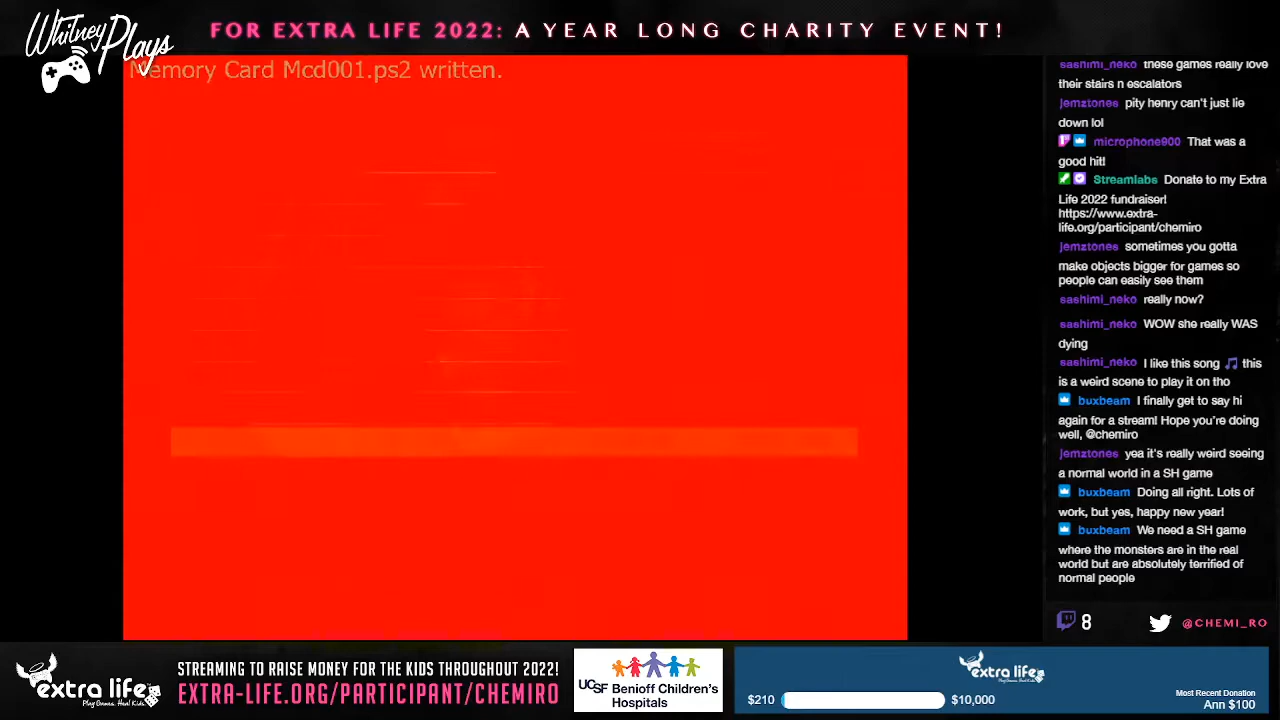 Whitney Plays
FOR EXTRA LIFE 2022: A YEAR LONG CHARITY EVENT!
Memory Card Mcd001.ps2 written.
sashimi_neko these games really love
their stairs n escalators
jemztones pity henry can't just lie
down lol
microphone900 That was a
good hit!
Streamlabs Donate to my Extra
Life 2022 fundraiser!
https://www.extra-
life.org/participant/chemiro
jemztones sometimes you gotta
make objects bigger for games so
people can easily see them
sashimi_neko really now?
sashimi_neko WOW she really WAS
dying
sashimi_neko I like this song 🎵 this
is a weird scene to play it on tho
buxbeam I finally get to say hi
again for a stream! Hope you're doing
well, @chemiro
jemztones yea it's really weird seeing
a normal world in a SH game
buxbeam Doing all right. Lots of
work, but yes, happy new year!
buxbeam We need a SH game
where the monsters are in the real
world but are absolutely terrified of
normal people
8 @CHEMI_RO
extra life
Play Games. Heal Kids.
STREAMING TO RAISE MONEY FOR THE KIDS THROUGHOUT 2022!
EXTRA-LIFE.ORG/PARTICIPANT/CHEMIRO
UCSF Benioff Children's
Hospitals
extra life
$210 $10,000
Most Recent Donation
Ann $100